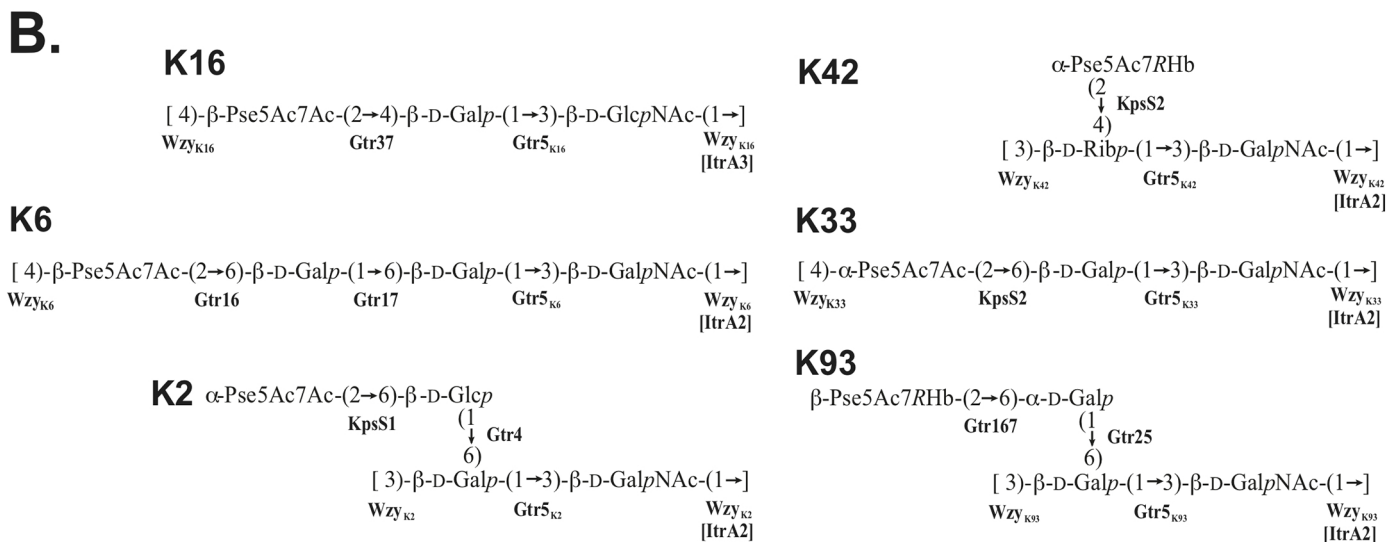 B.
K16
[ 4)-β-Pse5Ac7Ac-(2→4)-β-D-Galp-(1→3)-β-D-GlcpNAc-(1→]
WzyK16 Gtr37 Gtr5K16 WzyK16
[ItrA3]
K6
[ 4)-β-Pse5Ac7Ac-(2→6)-β-D-Galp-(1→6)-β-D-Galp-(1→3)-β-D-GalpNAc-(1→]
WzyK6 Gtr16 Gtr17 Gtr5K6 WzyK6
[ItrA2]
K2
α-Pse5Ac7Ac-(2→6)-β-D-Glcp
KpsS1
(1
↓ Gtr4
6)
[ 3)-β-D-Galp-(1→3)-β-D-GalpNAc-(1→]
WzyK2 Gtr5K2 WzyK2
[ItrA2]
K42
α-Pse5Ac7RHb
(2
↓ KpsS2
4)
[ 3)-β-D-Ribp-(1→3)-β-D-GalpNAc-(1→]
WzyK42 Gtr5K42 WzyK42
[ItrA2]
K33
[ 4)-α-Pse5Ac7Ac-(2→6)-β-D-Galp-(1→3)-β-D-GalpNAc-(1→]
WzyK33 KpsS2 Gtr5K33 WzyK33
[ItrA2]
K93
β-Pse5Ac7RHb-(2→6)-α-D-Galp
Gtr167
(1
↓ Gtr25
6)
[ 3)-β-D-Galp-(1→3)-β-D-GalpNAc-(1→]
WzyK93 Gtr5K93 WzyK93
[ItrA2]